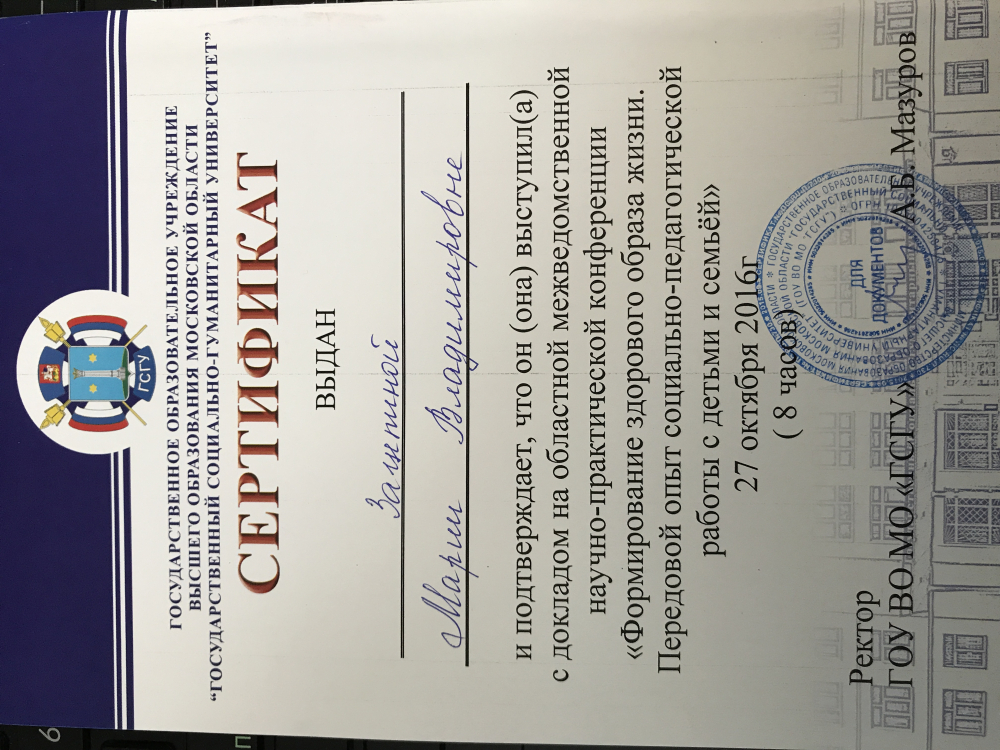 ГСГУ
ГОСУДАРСТВЕННОЕ ОБРАЗОВАТЕЛЬНОЕ УЧРЕЖДЕНИЕ
ВЫСШЕГО ОБРАЗОВАНИЯ МОСКОВСКОЙ ОБЛАСТИ
“ГОСУДАРСТВЕННЫЙ СОЦИАЛЬНО-ГУМАНИТАРНЫЙ УНИВЕРСИТЕТ”
СЕРТИФИКАТ
ВЫДАН
Марии Владимировне
и подтверждает, что он (она) выступил(а)
с докладом на областной межведомственной
научно-практической конференции
«Формирование здорового образа жизни.
Передовой опыт социально-педагогической
работы с детьми и семьёй»
27 октября 2016г
( 8 часов)
Ректор
ГОУ ВО МО «ГСГУ» А.Б. Мазуров
ДЛЯ
ДОКУМЕНТОВ